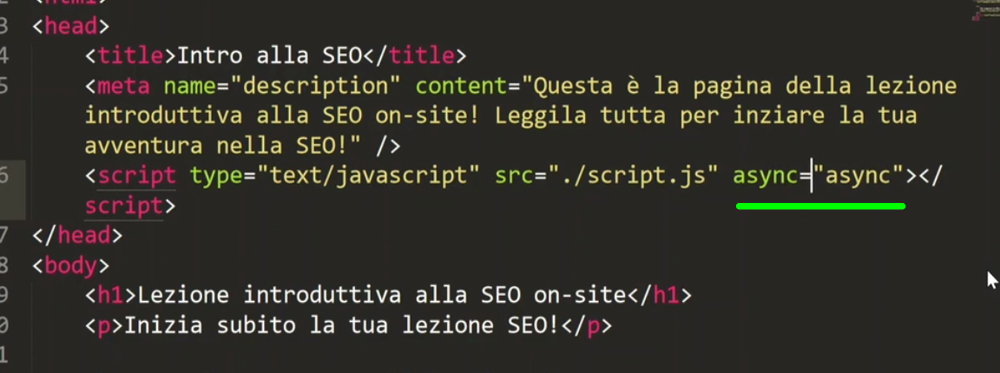 3 <head>
4 <title>Intro alla SEO</title>
5 <meta name="description" content="Questa è la pagina della lezione
introduttiva alla SEO on-site! Leggila tutta per inziare la tua
avventura nella SEO!" />
6 <script type="text/javascript" src="./script.js" async="async"></
script>
7 </head>
8 <body>
9 <h1>Lezione introduttiva alla SEO on-site</h1>
0 <p>Inizia subito la tua lezione SEO!</p>
1